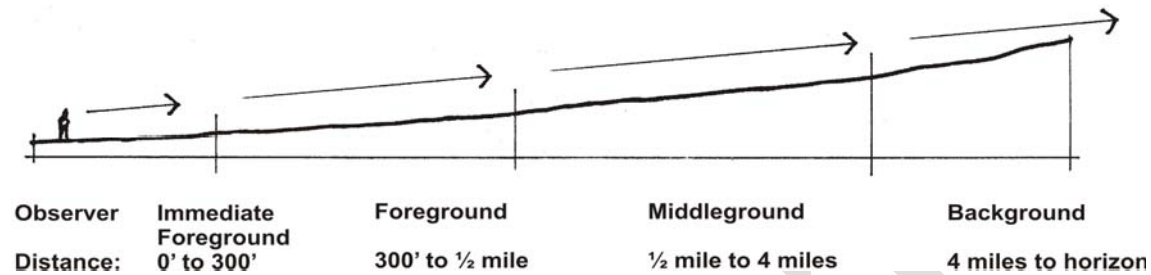 Observer Immediate Foreground Middleground Background
Foreground
Distance: 0' to 300' 300' to ½ mile ½ mile to 4 miles 4 miles to horizon